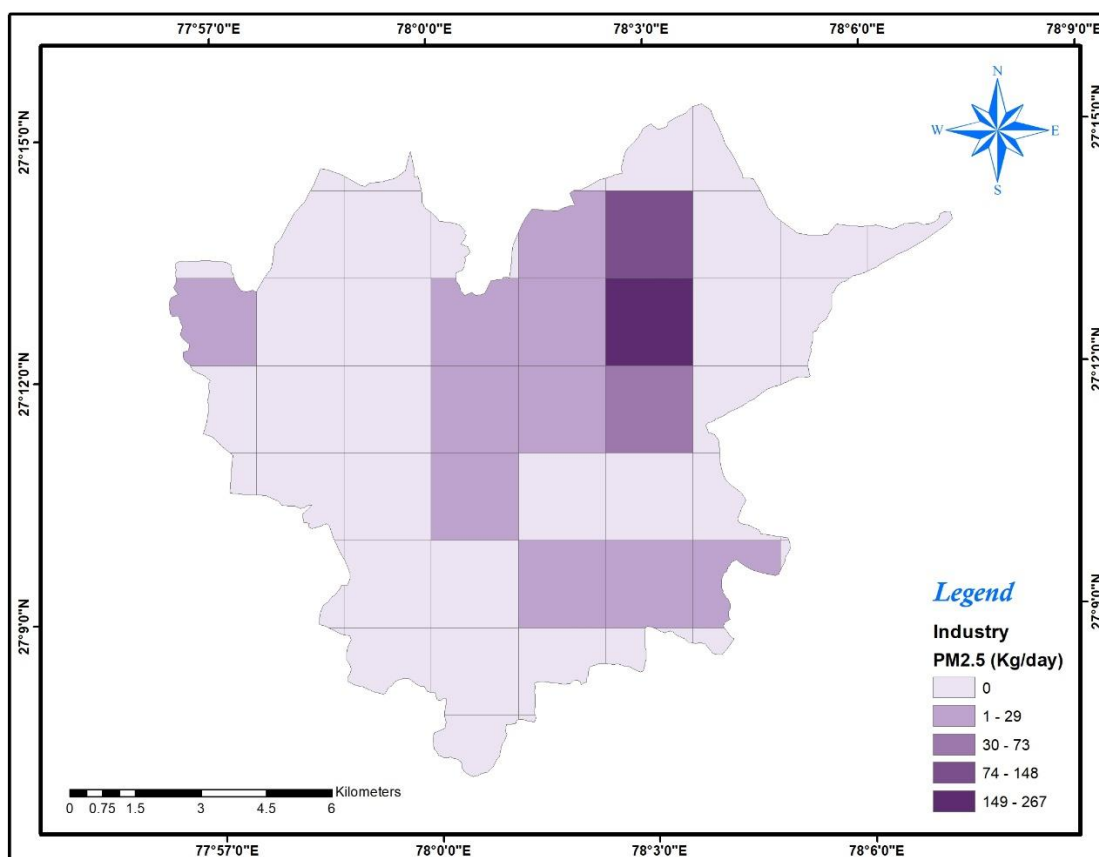 77°57'0"E 78°0'0"E 78°3'0"E 78°6'0"E 78°9'0"E
N
W E
S
27°15'0"N 27°15'0"N
27°12'0"N 27°12'0"N
27°9'0"N 27°9'0"N
Legend
Industry
PM2.5 (Kg/day)
0
1 - 29
30 - 73
74 - 148
149 - 267
Kilometers
0 0.75 1.5 3 4.5 6
77°57'0"E 78°0'0"E 78°3'0"E 78°6'0"E